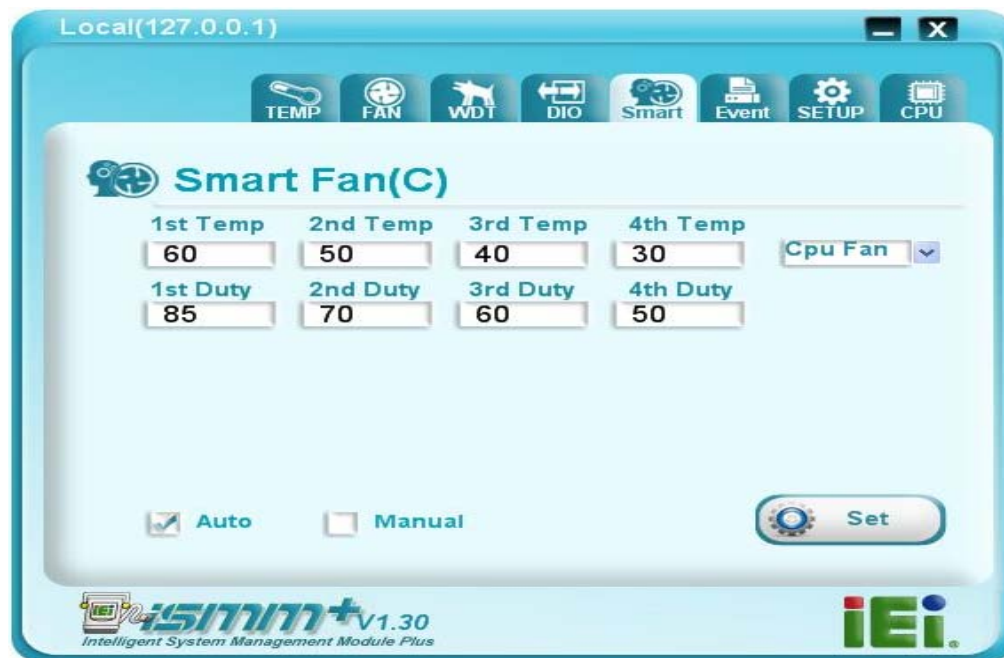 Local(127.0.0.1)
TEMP FAN WDT DIO Smart Event SETUP CPU
Smart Fan(C)
1st Temp 2nd Temp 3rd Temp 4th Temp
60 50 40 30 Cpu Fan
1st Duty 2nd Duty 3rd Duty 4th Duty
85 70 60 50
Auto Manual Set
iEi iSMM+ V1.30 iEi.
Intelligent System Management Module Plus